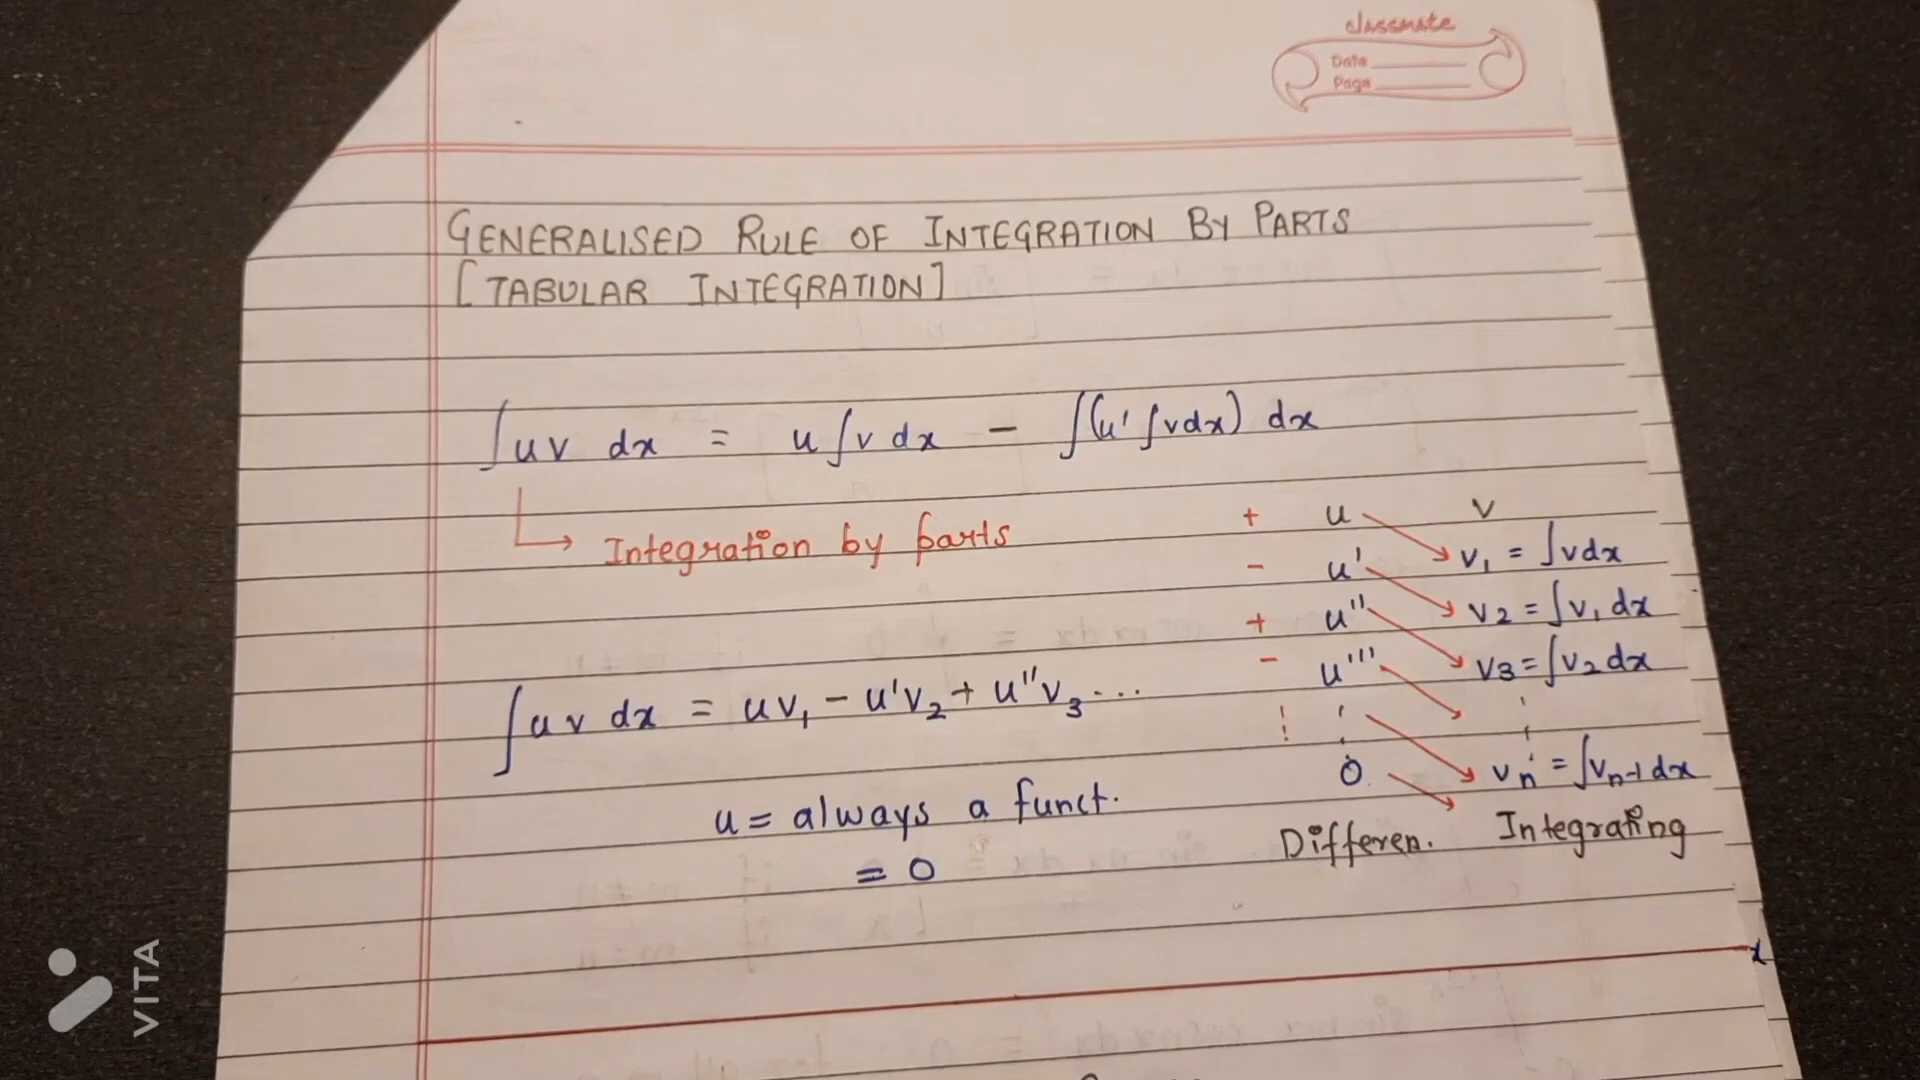 classmate
Date
Page
GENERALISED RULE OF INTEGRATION BY PARTS
[TABULAR INTEGRATION]
∫uv dx = u∫v dx - ∫(u' ∫vdx) dx
Integration by parts
+ u v
- u' v₁ = ∫vdx
+ u'' v₂ = ∫v₁ dx
- u''' v₃ = ∫v₂ dx
∫uv dx = uv₁ - u'v₂ + u''v₃ ...
0 vₙ = ∫vₙ₋₁ dx
u = always a funct.
= 0
Differen. Integrating
VITA